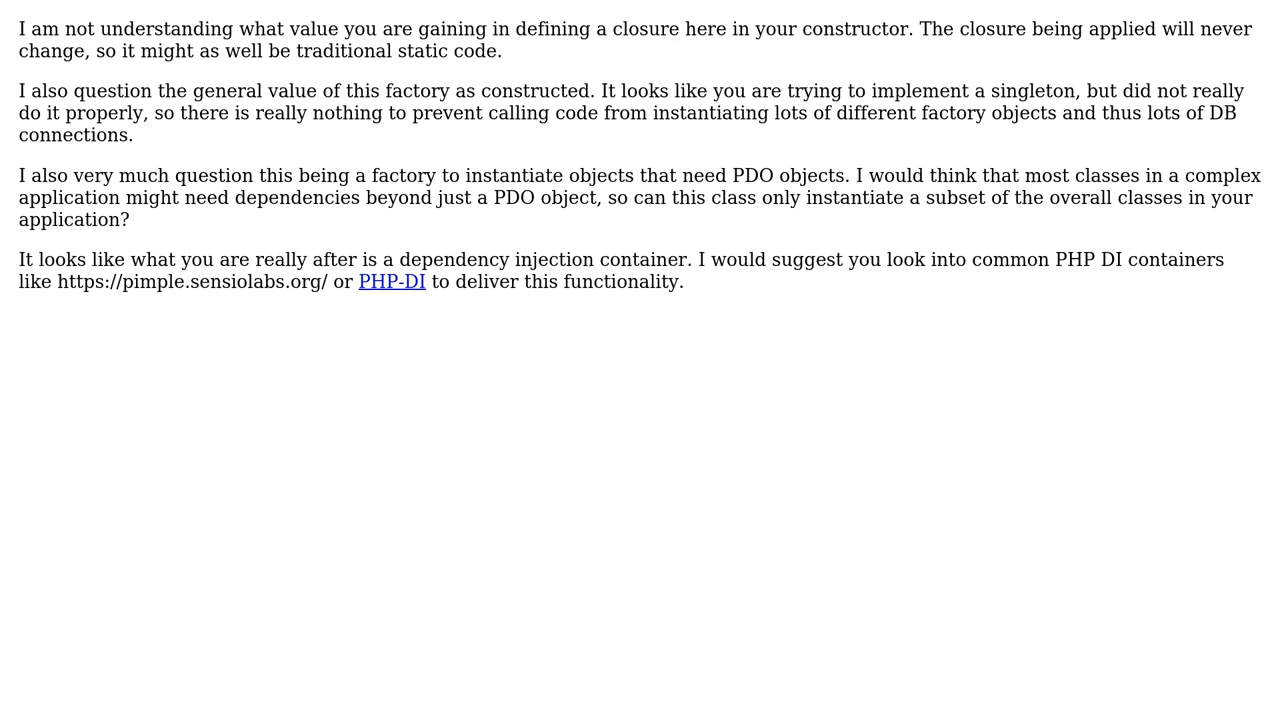 I am not understanding what value you are gaining in defining a closure here in your constructor. The closure being applied will never
change, so it might as well be traditional static code.
I also question the general value of this factory as constructed. It looks like you are trying to implement a singleton, but did not really
do it properly, so there is really nothing to prevent calling code from instantiating lots of different factory objects and thus lots of DB
connections.
I also very much question this being a factory to instantiate objects that need PDO objects. I would think that most classes in a complex
application might need dependencies beyond just a PDO object, so can this class only instantiate a subset of the overall classes in your
application?
It looks like what you are really after is a dependency injection container. I would suggest you look into common PHP DI containers
like https://pimple.sensiolabs.org/ or PHP-DI to deliver this functionality.